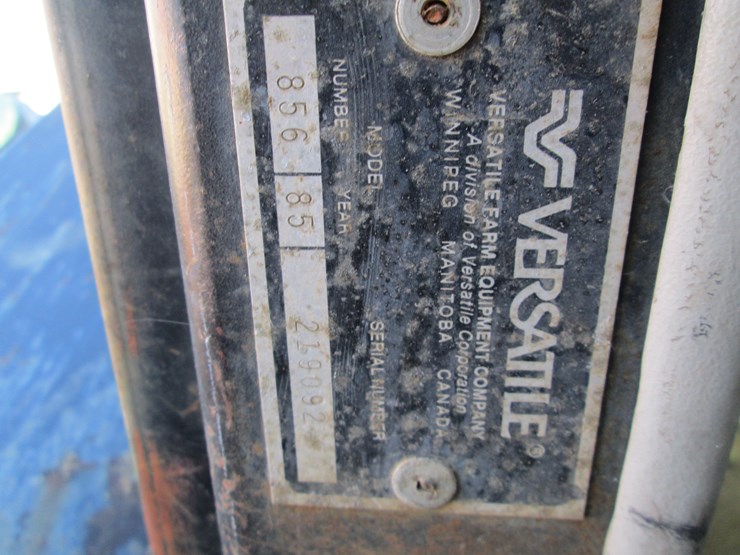 VERSATILE®
VERSATILE FARM EQUIPMENT COMPANY
A division of Versatile Corporation
WINNIPEG MANITOBA CANADA
MODEL
NUMBER YEAR SERIAL NUMBER
856 85 219092